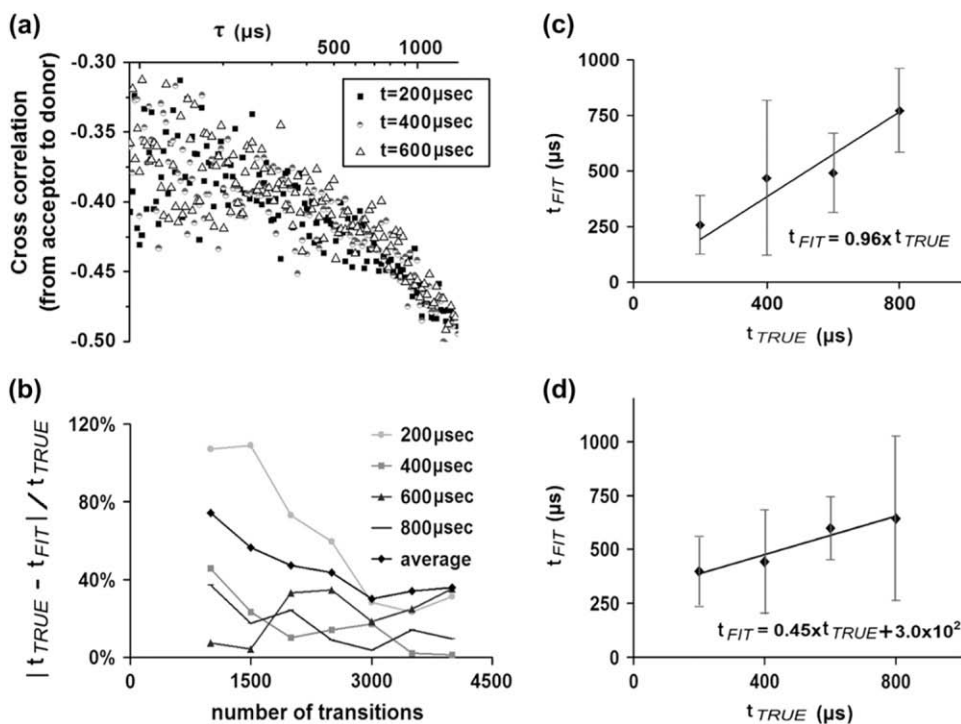 (a)
τ (µs)
500 1000
Cross correlation
(from acceptor to donor)
-0.30
-0.35
-0.40
-0.45
-0.50
t=200µsec
t=400µsec
t=600µsec
(b)
| t TRUE - t FIT | / t TRUE
120%
80%
40%
0%
200µsec
400µsec
600µsec
800µsec
average
0 1500 3000 4500
number of transitions
(c)
t FIT (µs)
1000
750
500
250
0
t FIT = 0.96x t TRUE
0 400 800
t TRUE (µs)
(d)
t FIT (µs)
1000
750
500
250
0
t FIT = 0.45x t TRUE +3.0x10²
0 400 800
t TRUE (µs)